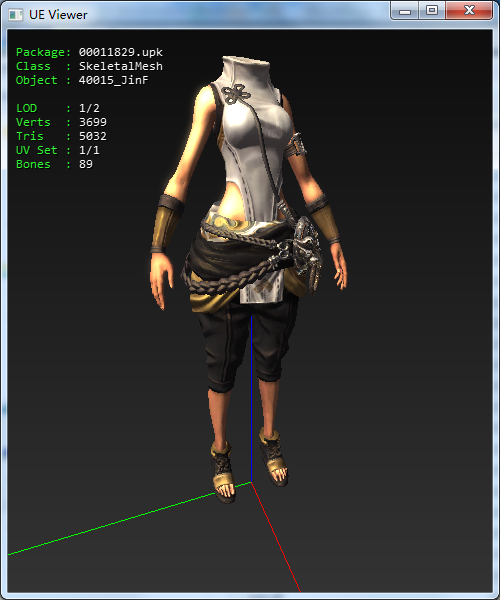 UE Viewer
Package: 00011829.upk
Class  : SkeletalMesh
Object : 40015_JinF
LOD    : 1/2
Verts  : 3699
Tris   : 5032
UV Set : 1/1
Bones  : 89